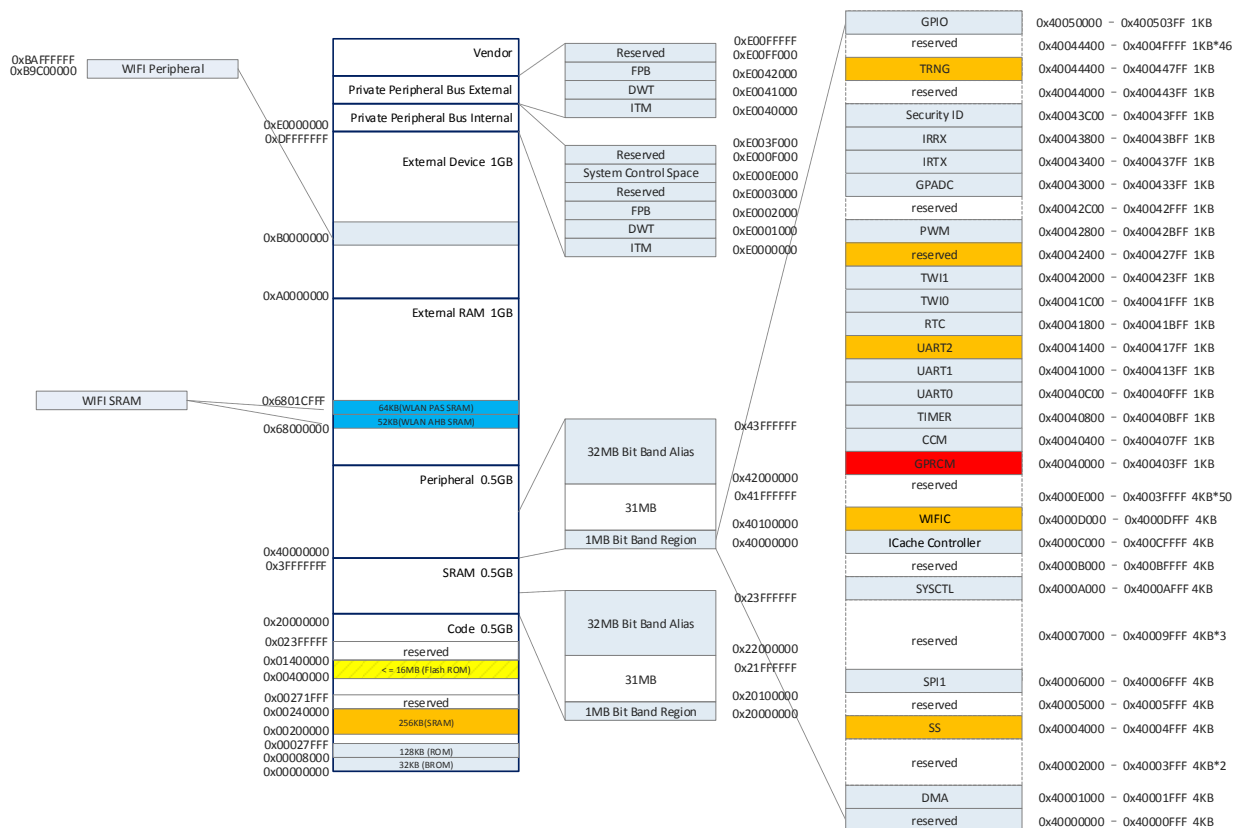 0xBAFFFFFF
0xB9C00000
WIFI Peripheral
WIFI SRAM
Vendor
Private Peripheral Bus External
Private Peripheral Bus Internal
0xE0000000
0xDFFFFFFF
External Device 1GB
0xB0000000
0xA0000000
External RAM 1GB
0x6801CFFF
64KB(WLAN PAS SRAM)
52KB(WLAN AHB SRAM)
0x68000000
Peripheral 0.5GB
0x40000000
0x3FFFFFFF
SRAM 0.5GB
0x20000000
Code 0.5GB
0x023FFFFF
reserved
0x01400000
< = 16MB (Flash ROM)
0x00400000
0x00271FFF
reserved
0x00240000
256KB(SRAM)
0x00200000
0x00027FFF
128KB (ROM)
0x00008000
32KB (BROM)
0x00000000
0xE00FFFFF
Reserved
0xE00FF000
FPB
0xE0042000
DWT
0xE0041000
ITM
0xE0040000
0xE003F000
Reserved
0xE000F000
System Control Space
0xE000E000
Reserved
0xE0003000
FPB
0xE0002000
DWT
0xE0001000
ITM
0xE0000000
0x43FFFFFF
32MB Bit Band Alias
0x42000000
0x41FFFFFF
31MB
0x40100000
1MB Bit Band Region
0x40000000
0x23FFFFFF
32MB Bit Band Alias
0x22000000
0x21FFFFFF
31MB
0x20100000
1MB Bit Band Region
0x20000000
GPIO 0x40050000 - 0x400503FF 1KB
reserved 0x40044400 - 0x4004FFFF 1KB*46
TRNG 0x40044400 - 0x400447FF 1KB
reserved 0x40044000 - 0x400443FF 1KB
Security ID 0x40043C00 - 0x40043FFF 1KB
IRRX 0x40043800 - 0x40043BFF 1KB
IRTX 0x40043400 - 0x400437FF 1KB
GPADC 0x40043000 - 0x400433FF 1KB
reserved 0x40042C00 - 0x40042FFF 1KB
PWM 0x40042800 - 0x40042BFF 1KB
reserved 0x40042400 - 0x400427FF 1KB
TWI1 0x40042000 - 0x400423FF 1KB
TWI0 0x40041C00 - 0x40041FFF 1KB
RTC 0x40041800 - 0x40041BFF 1KB
UART2 0x40041400 - 0x400417FF 1KB
UART1 0x40041000 - 0x400413FF 1KB
UART0 0x40040C00 - 0x40040FFF 1KB
TIMER 0x40040800 - 0x40040BFF 1KB
CCM 0x40040400 - 0x400407FF 1KB
GPRCM 0x40040000 - 0x400403FF 1KB
reserved 0x4000E000 - 0x4003FFFF 4KB*50
WIFIC 0x4000D000 - 0x4000DFFF 4KB
ICache Controller 0x4000C000 - 0x400CFFFF 4KB
reserved 0x4000B000 - 0x400BFFFF 4KB
SYSCTL 0x4000A000 - 0x4000AFFF 4KB
reserved 0x40007000 - 0x40009FFF 4KB*3
SPI1 0x40006000 - 0x40006FFF 4KB
reserved 0x40005000 - 0x40005FFF 4KB
SS 0x40004000 - 0x40004FFF 4KB
reserved 0x40002000 - 0x40003FFF 4KB*2
DMA 0x40001000 - 0x40001FFF 4KB
reserved 0x40000000 - 0x40000FFF 4KB